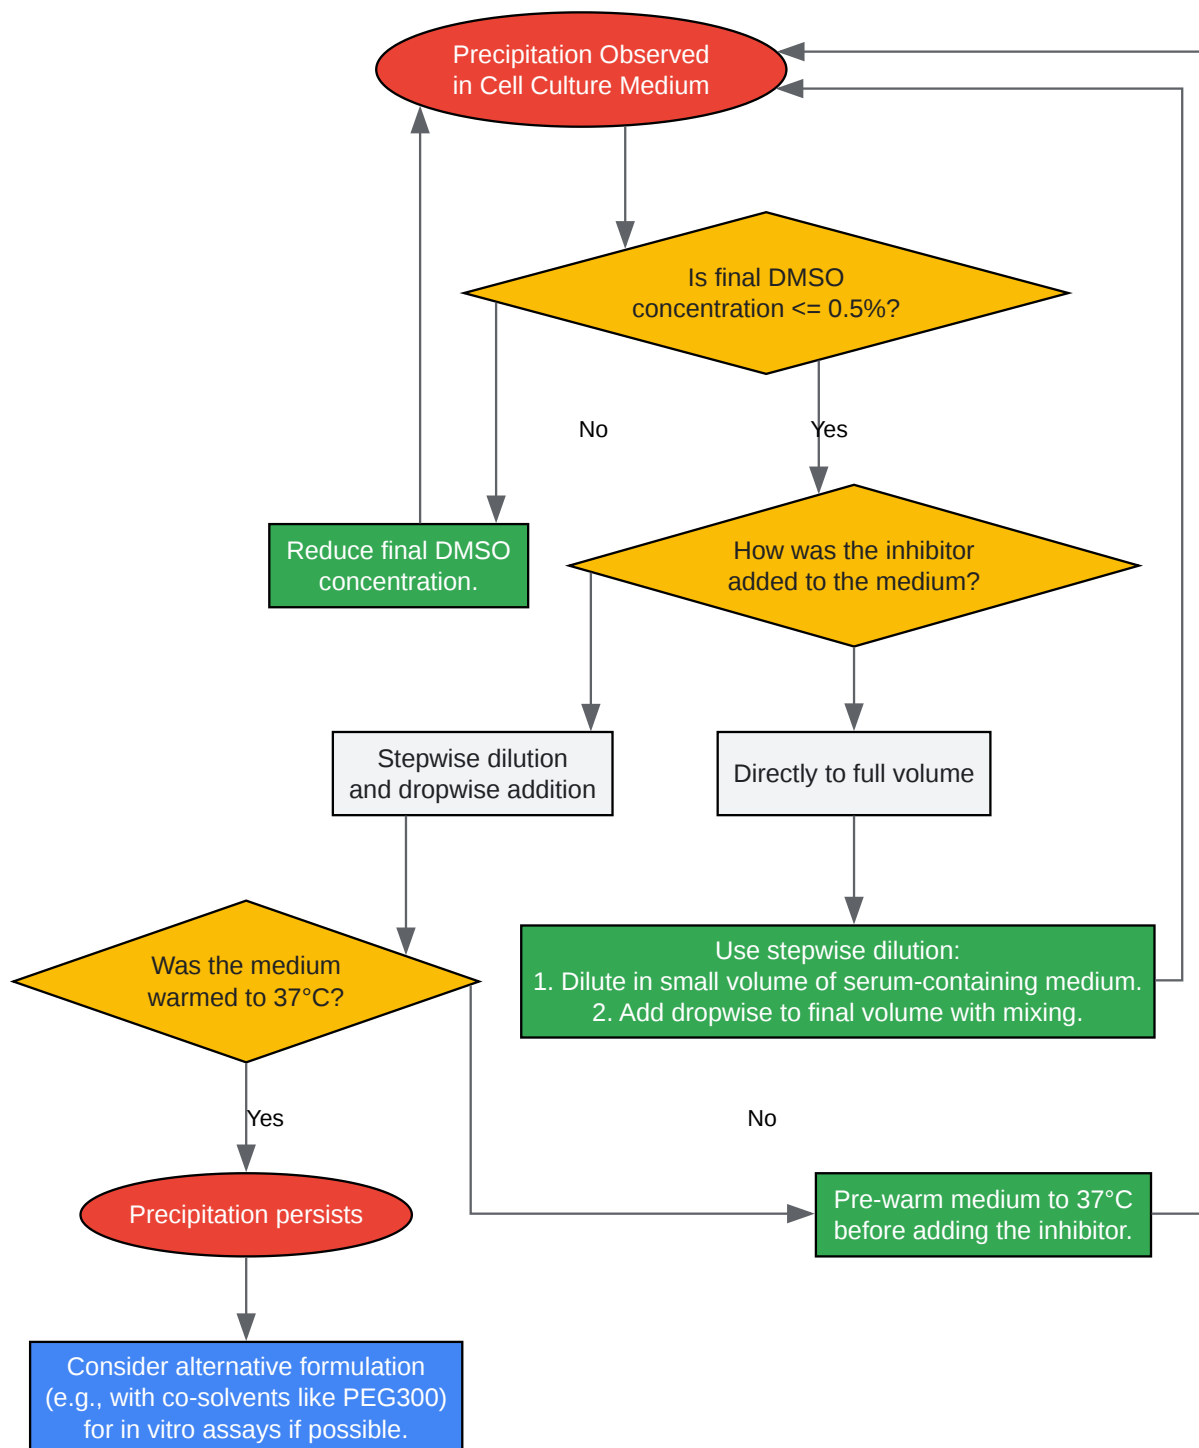 Precipitation Observed
in Cell Culture Medium
Is final DMSO
concentration <= 0.5%?
No
Yes
Reduce final DMSO
concentration.
How was the inhibitor
added to the medium?
Stepwise dilution
and dropwise addition
Directly to full volume
Was the medium
warmed to 37°C?
Use stepwise dilution:
1. Dilute in small volume of serum-containing medium.
2. Add dropwise to final volume with mixing.
Yes
No
Precipitation persists
Pre-warm medium to 37°C
before adding the inhibitor.
Consider alternative formulation
(e.g., with co-solvents like PEG300)
for in vitro assays if possible.